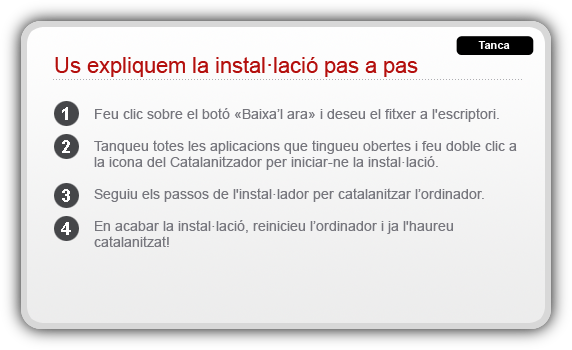 Tanca
Us expliquem la instal·lació pas a pas
1 Feu clic sobre el botó «Baixa’l ara» i deseu el fitxer a l'escriptori.
2 Tanqueu totes les aplicacions que tingueu obertes i feu doble clic a
la icona del Catalanitzador per iniciar-ne la instal·lació.
3 Seguiu els passos de l'instal·lador per catalanitzar l’ordinador.
4 En acabar la instal·lació, reinicieu l’ordinador i ja l'haureu
catalanitzat!